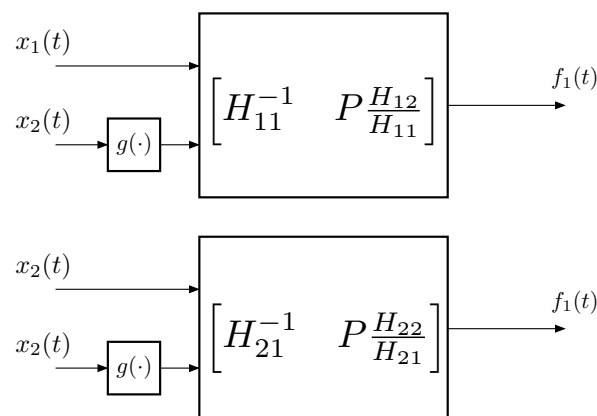 x₁(t)
x₂(t) g(·) [H₁₁⁻¹ P H₁₂/H₁₁] f₁(t)
x₂(t)
x₂(t) g(·) [H₂₁⁻¹ P H₂₂/H₂₁] f₁(t)